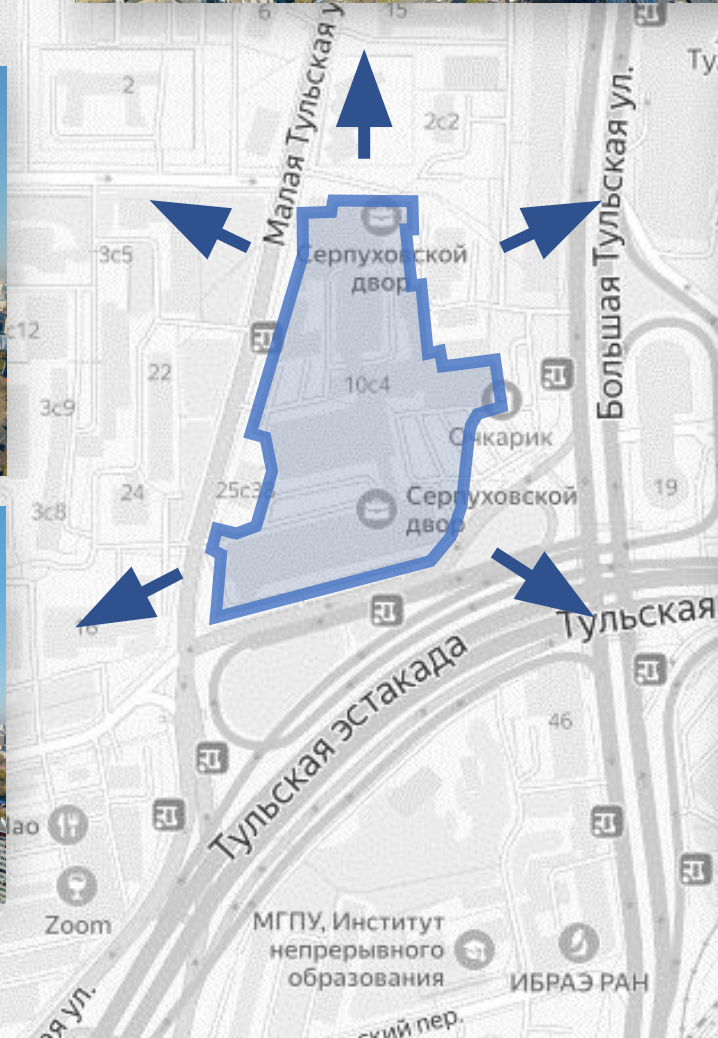 6
15
Малая Тульская у
Ту
2
2с2
Большая Тульская ул.
Серпуховской
двор
3с5
с12
22
10с4
3с9
Очкарик
24
25с3
Серпуховской
двор
19
3с8
16
Тульская
Тульская эстакада
46
ао
Zoom
МГПУ, Институт
непрерывного
образования
ИБРАЭ РАН
ая ул.
ский пер.